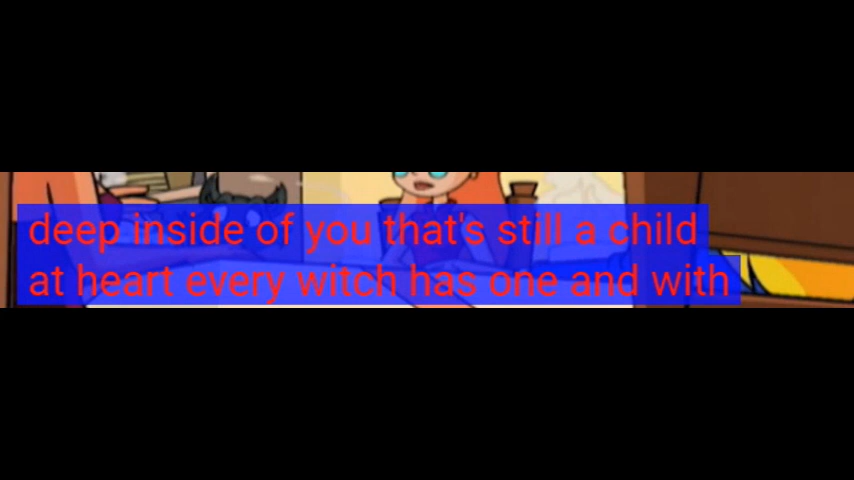 deep inside of you that's still a child
at heart every witch has one and with